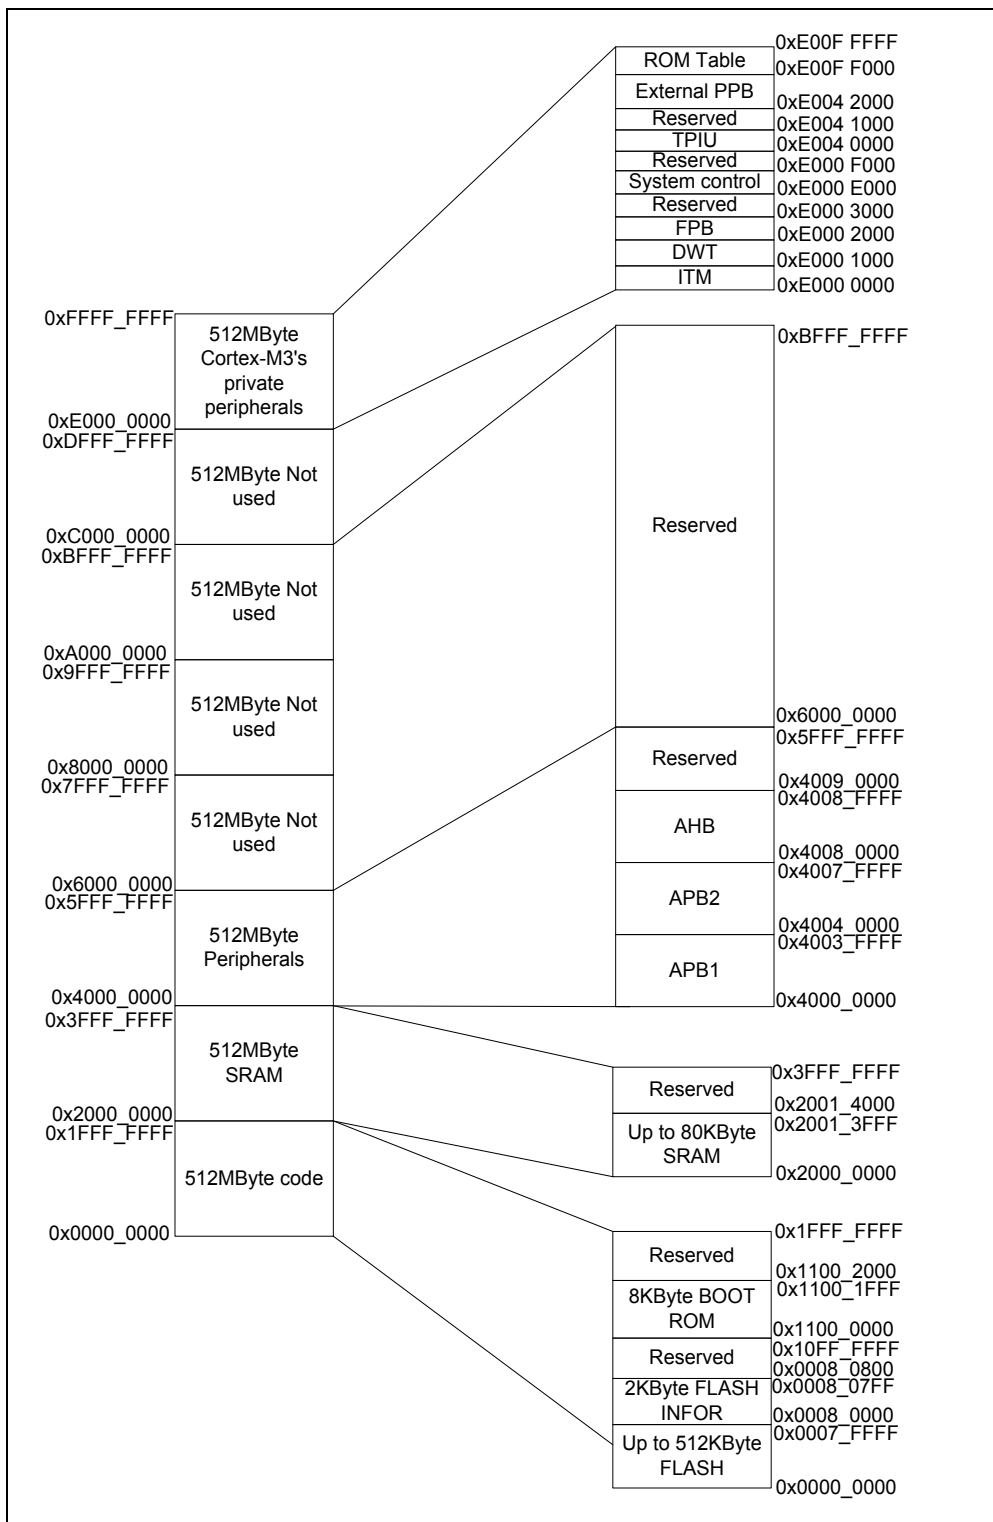 0xE00F FFFF
ROM Table
0xE00F F000
External PPB
0xE004 2000
Reserved
0xE004 1000
TPIU
0xE004 0000
Reserved
0xE000 F000
System control
0xE000 E000
Reserved
0xE000 3000
FPB
0xE000 2000
DWT
0xE000 1000
ITM
0xE000 0000
0xFFFF_FFFF
512MByte
Cortex-M3's
private
peripherals
0xE000_0000
0xDFFF_FFFF
512MByte Not
used
0xC000_0000
0xBFFF_FFFF
512MByte Not
used
0xA000_0000
0x9FFF_FFFF
512MByte Not
used
0x8000_0000
0x7FFF_FFFF
512MByte Not
used
0x6000_0000
0x5FFF_FFFF
512MByte
Peripherals
0x4000_0000
0x3FFF_FFFF
512MByte
SRAM
0x2000_0000
0x1FFF_FFFF
512MByte code
0x0000_0000
0xBFFF_FFFF
Reserved
0x6000_0000
0x5FFF_FFFF
Reserved
0x4009_0000
0x4008_FFFF
AHB
0x4008_0000
0x4007_FFFF
APB2
0x4004_0000
0x4003_FFFF
APB1
0x4000_0000
0x3FFF_FFFF
Reserved
0x2001_4000
0x2001_3FFF
Up to 80KByte
SRAM
0x2000_0000
0x1FFF_FFFF
Reserved
0x1100_2000
0x1100_1FFF
8KByte BOOT
ROM
0x1100_0000
0x10FF_FFFF
Reserved
0x0008_0800
0x0008_07FF
2KByte FLASH
INFOR
0x0008_0000
0x0007_FFFF
Up to 512KByte
FLASH
0x0000_0000